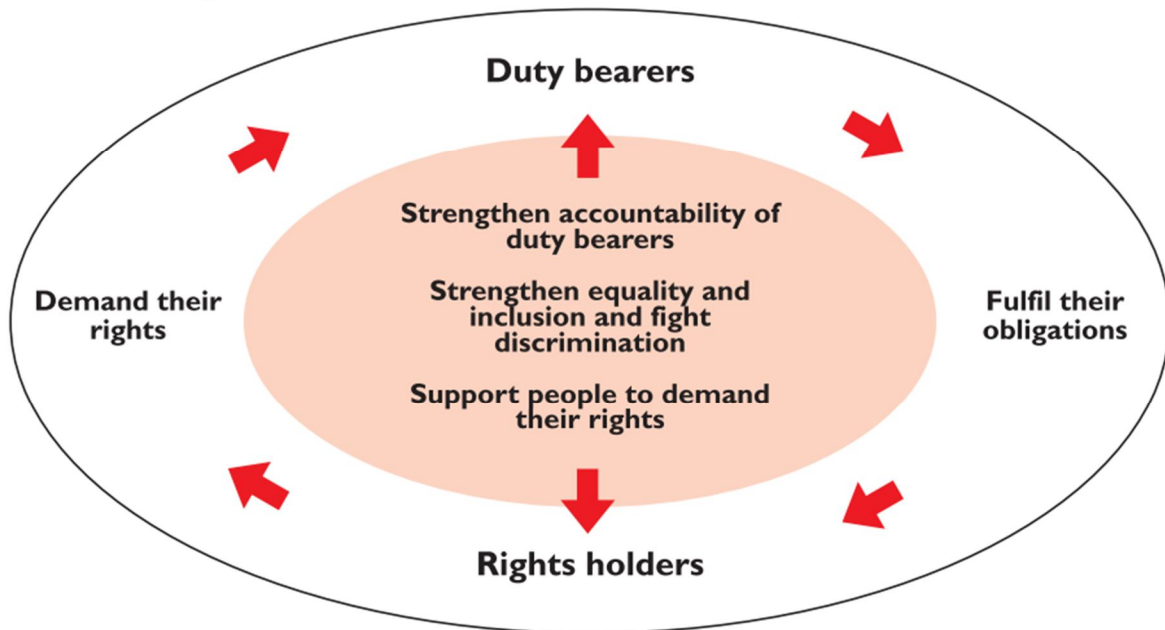 Duty bearers
Strengthen accountability of
duty bearers
Demand their
rights
Strengthen equality and
inclusion and fight
discrimination
Fulfil their
obligations
Support people to demand
their rights
Rights holders